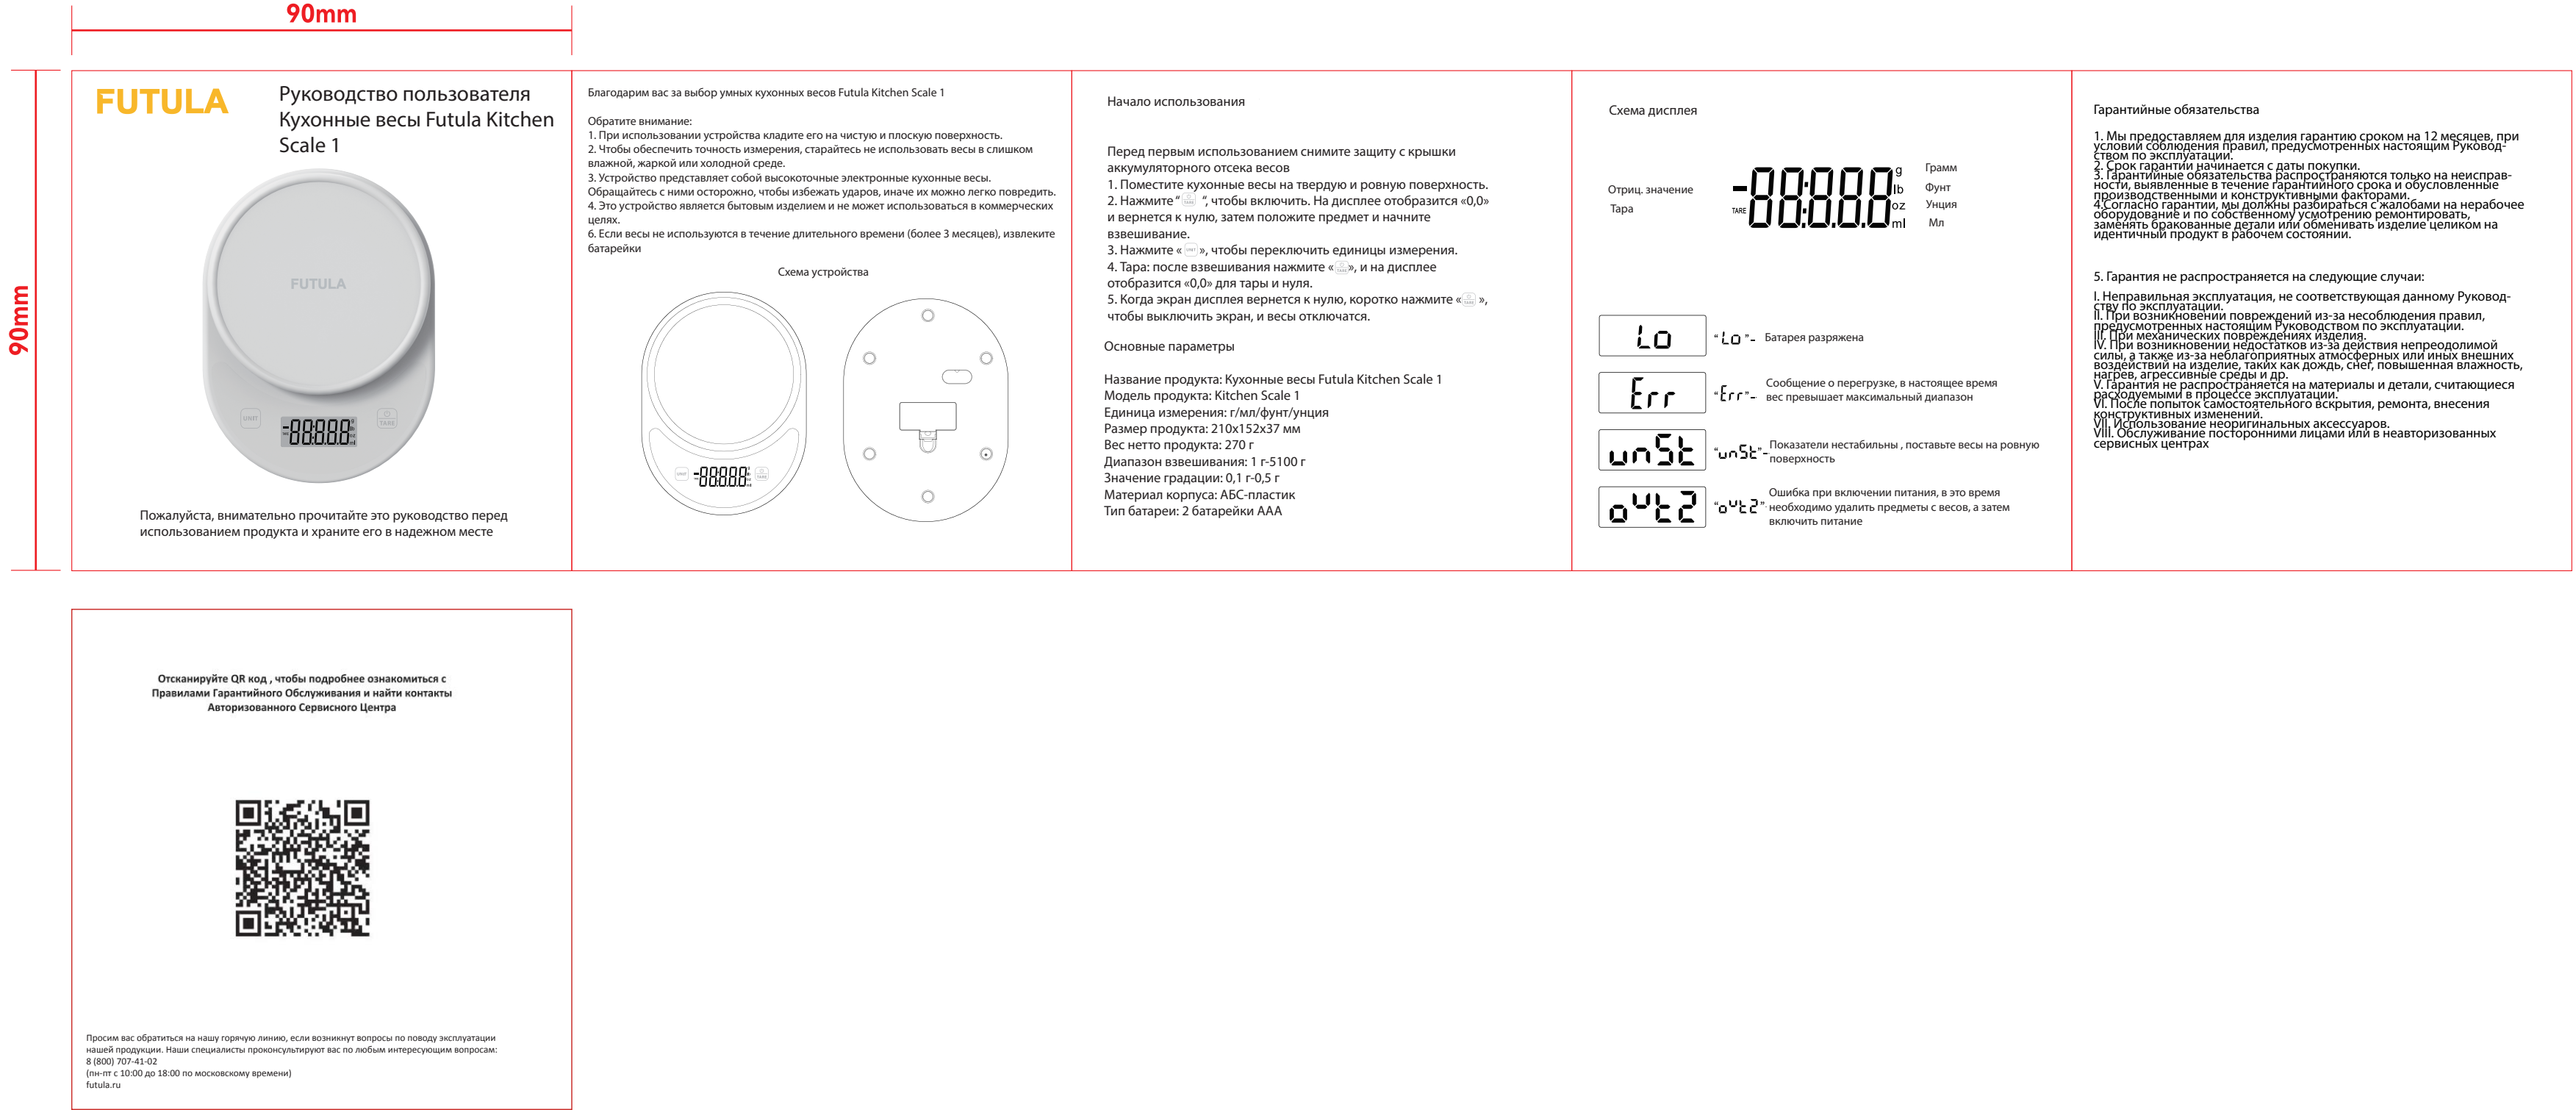 90mm
90mm
FUTULA
Руководство пользователя
Кухонные весы Futula Kitchen
Scale 1
FUTULA
UNIT
TARE
Пожалуйста, внимательно прочитайте это руководство перед
использованием продукта и храните его в надежном месте
Благодарим вас за выбор умных кухонных весов Futula Kitchen Scale 1
Обратите внимание:
1. При использовании устройства кладите его на чистую и плоскую поверхность.
2. Чтобы обеспечить точность измерения, старайтесь не использовать весы в слишком
влажной, жаркой или холодной среде.
3. Устройство представляет собой высокоточные электронные кухонные весы.
Обращайтесь с ними осторожно, чтобы избежать ударов, иначе их можно легко повредить.
4. Это устройство является бытовым изделием и не может использоваться в коммерческих
целях.
6. Если весы не используются в течение длительного времени (более 3 месяцев), извлеките
батарейки
Схема устройства
UNIT
TARE
Начало использования
Перед первым использованием снимите защиту с крышки
аккумуляторного отсека весов
1. Поместите кухонные весы на твердую и ровную поверхность.
2. Нажмите “ TARE “, чтобы включить. На дисплее отобразится «0,0»
и вернется к нулю, затем положите предмет и начните
взвешивание.
3. Нажмите « UNIT », чтобы переключить единицы измерения.
4. Тара: после взвешивания нажмите « TARE », и на дисплее
отобразится «0,0» для тары и нуля.
5. Когда экран дисплея вернется к нулю, коротко нажмите « TARE »,
чтобы выключить экран, и весы отключатся.
Основные параметры
Название продукта: Кухонные весы Futula Kitchen Scale 1
Модель продукта: Kitchen Scale 1
Единица измерения: г/мл/фунт/унция
Размер продукта: 210x152x37 мм
Вес нетто продукта: 270 г
Диапазон взвешивания: 1 г-5100 г
Значение градации: 0,1 г-0,5 г
Материал корпуса: АБС-пластик
Тип батареи: 2 батарейки ААА
Схема дисплея
Отриц. значение
Тара
TARE
-88:888
g
lb
oz
ml
Грамм
Фунт
Унция
Мл
Lo “Lo”- Батарея разряжена
Err “Err”- Сообщение о перегрузке, в настоящее время
вес превышает максимальный диапазон
unSt “unSt”- Показатели нестабильны , поставьте весы на ровную
поверхность
outZ “outZ”- Ошибка при включении питания, в это время
необходимо удалить предметы с весов, а затем
включить питание
Гарантийные обязательства
1. Мы предоставляем для изделия гарантию сроком на 12 месяцев, при
условии соблюдения правил, предусмотренных настоящим Руковод-
ством по эксплуатации.
2. Срок гарантии начинается с даты покупки.
3. Гарантийные обязательства распространяются только на неисправ-
ности, выявленные в течение гарантийного срока и обусловленные
производственными и конструктивными факторами.
4.Согласно гарантии, мы должны разбираться с жалобами на нерабочее
оборудование и по собственному усмотрению ремонтировать,
заменять бракованные детали или обменивать изделие целиком на
идентичный продукт в рабочем состоянии.
5. Гарантия не распространяется на следующие случаи:
I. Неправильная эксплуатация, не соответствующая данному Руковод-
ству по эксплуатации.
II. При возникновении повреждений из-за несоблюдения правил,
предусмотренных настоящим Руководством по эксплуатации.
III. При механических повреждениях изделия.
IV. При возникновении недостатков из-за действия непреодолимой
силы, а также из-за неблагоприятных атмосферных или иных внешних
воздействий на изделие, таких как дождь, снег, повышенная влажность,
нагрев, агрессивные среды и др.
V. Гарантия не распространяется на материалы и детали, считающиеся
расходуемыми в процессе эксплуатации.
VI. После попыток самостоятельного вскрытия, ремонта, внесения
конструктивных изменений.
VII. Использование неоригинальных аксессуаров.
VIII. Обслуживание посторонними лицами или в неавторизованных
сервисных центрах
Отсканируйте QR код , чтобы подробнее ознакомиться с
Правилами Гарантийного Обслуживания и найти контакты
Авторизованного Сервисного Центра
Просим вас обратиться на нашу горячую линию, если возникнут вопросы по поводу эксплуатации
нашей продукции. Наши специалисты проконсультируют вас по любым интересующим вопросам:
8 (800) 707-41-02
(пн-пт с 10:00 до 18:00 по московскому времени)
futula.ru